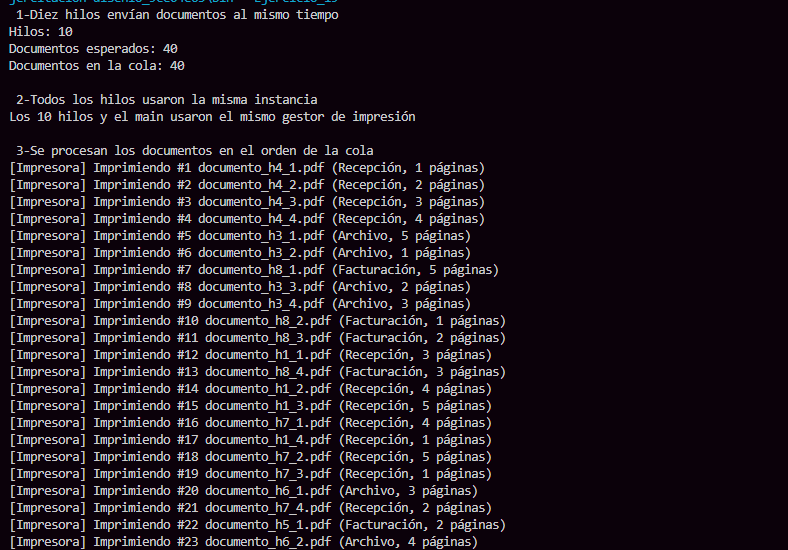 1-Diez hilos envían documentos al mismo tiempo
Hilos: 10
Documentos esperados: 40
Documentos en la cola: 40
2-Todos los hilos usaron la misma instancia
Los 10 hilos y el main usaron el mismo gestor de impresión
3-Se procesan los documentos en el orden de la cola
[Impresora] Imprimiendo #1 documento_h4_1.pdf (Recepción, 1 páginas)
[Impresora] Imprimiendo #2 documento_h4_2.pdf (Recepción, 2 páginas)
[Impresora] Imprimiendo #3 documento_h4_3.pdf (Recepción, 3 páginas)
[Impresora] Imprimiendo #4 documento_h4_4.pdf (Recepción, 4 páginas)
[Impresora] Imprimiendo #5 documento_h3_1.pdf (Archivo, 5 páginas)
[Impresora] Imprimiendo #6 documento_h3_2.pdf (Archivo, 1 páginas)
[Impresora] Imprimiendo #7 documento_h8_1.pdf (Facturación, 5 páginas)
[Impresora] Imprimiendo #8 documento_h3_3.pdf (Archivo, 2 páginas)
[Impresora] Imprimiendo #9 documento_h3_4.pdf (Archivo, 3 páginas)
[Impresora] Imprimiendo #10 documento_h8_2.pdf (Facturación, 1 páginas)
[Impresora] Imprimiendo #11 documento_h8_3.pdf (Facturación, 2 páginas)
[Impresora] Imprimiendo #12 documento_h1_1.pdf (Recepción, 3 páginas)
[Impresora] Imprimiendo #13 documento_h8_4.pdf (Facturación, 3 páginas)
[Impresora] Imprimiendo #14 documento_h1_2.pdf (Recepción, 4 páginas)
[Impresora] Imprimiendo #15 documento_h1_3.pdf (Recepción, 5 páginas)
[Impresora] Imprimiendo #16 documento_h7_1.pdf (Recepción, 4 páginas)
[Impresora] Imprimiendo #17 documento_h1_4.pdf (Recepción, 1 páginas)
[Impresora] Imprimiendo #18 documento_h7_2.pdf (Recepción, 5 páginas)
[Impresora] Imprimiendo #19 documento_h7_3.pdf (Recepción, 1 páginas)
[Impresora] Imprimiendo #20 documento_h6_1.pdf (Archivo, 3 páginas)
[Impresora] Imprimiendo #21 documento_h7_4.pdf (Recepción, 2 páginas)
[Impresora] Imprimiendo #22 documento_h5_1.pdf (Facturación, 2 páginas)
[Impresora] Imprimiendo #23 documento_h6_2.pdf (Archivo, 4 páginas)